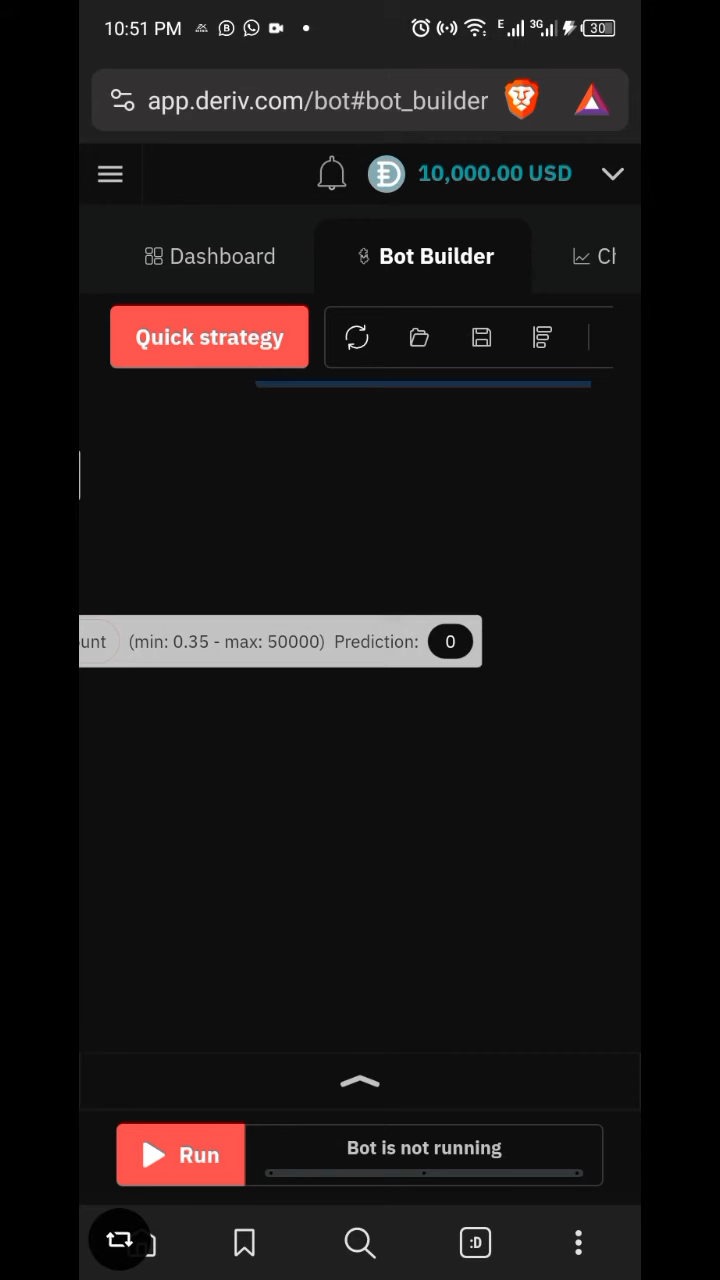 10:51 PM
E 3G 30
app.deriv.com/bot#bot_builder
10,000.00 USD
Dashboard
Bot Builder
Quick strategy
(min: 0.35 - max: 50000) Prediction: 0
Run
Bot is not running
:D